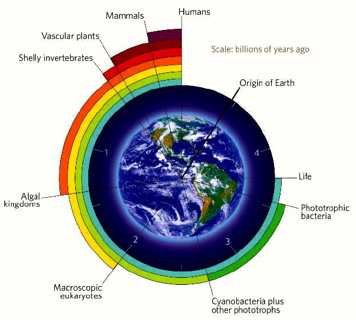 Mammals
Humans
Vascular plants
Shelly invertebrates
Scale: billions of years ago
Origin of Earth
1
4
Life
Algal
kingdoms
Phototrophic
bacteria
2
3
Macroscopic
eukaryotes
Cyanobacteria plus
other phototrophs